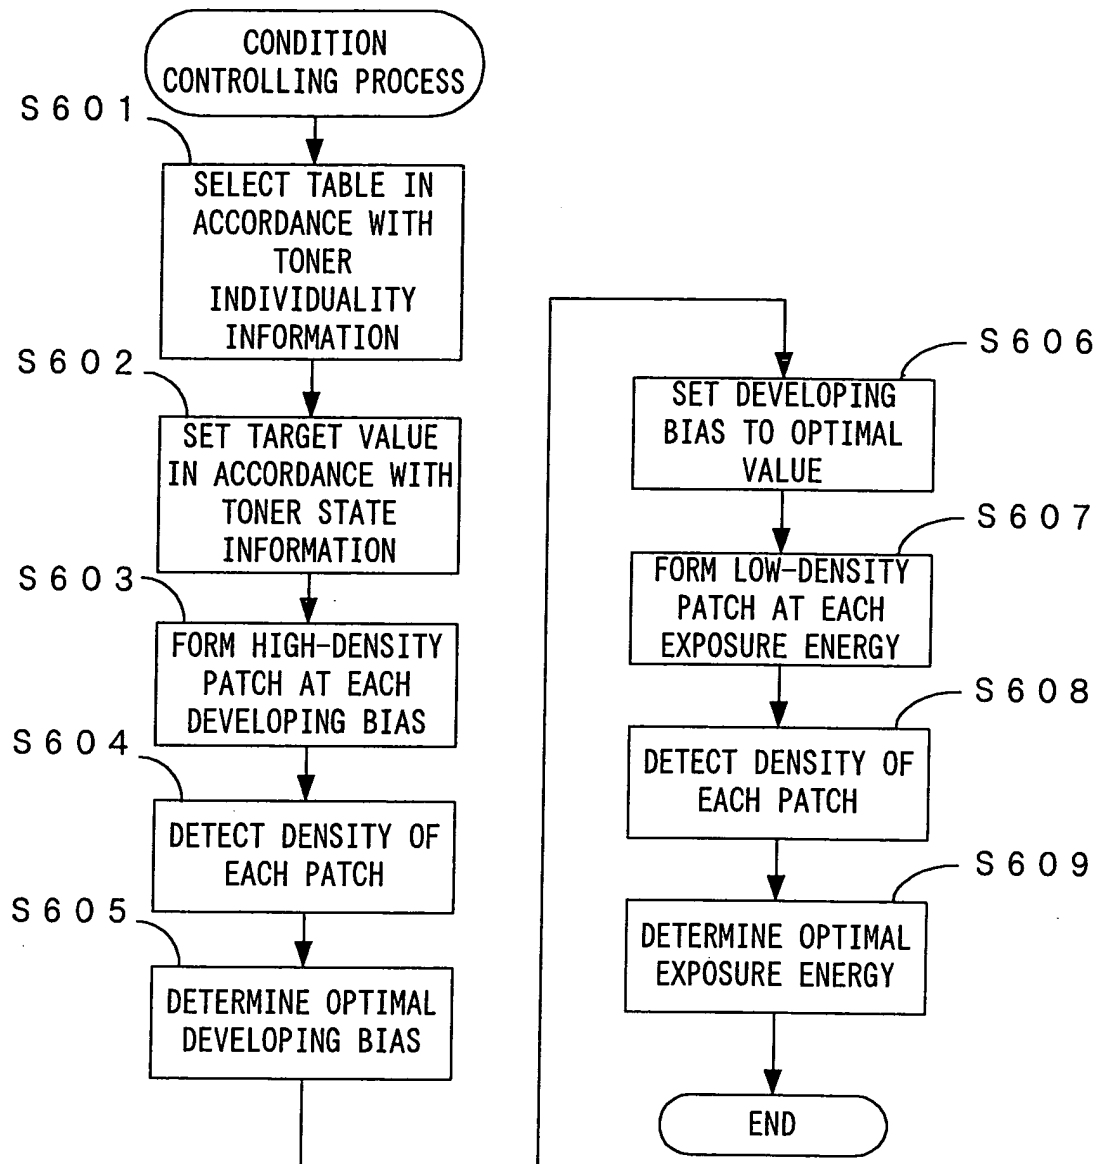 CONDITION
CONTROLLING PROCESS
S601
SELECT TABLE IN
ACCORDANCE WITH
TONER
INDIVIDUALITY
INFORMATION
S602
SET TARGET VALUE
IN ACCORDANCE WITH
TONER STATE
INFORMATION
S603
FORM HIGH-DENSITY
PATCH AT EACH
DEVELOPING BIAS
S604
DETECT DENSITY OF
EACH PATCH
S605
DETERMINE OPTIMAL
DEVELOPING BIAS
S606
SET DEVELOPING
BIAS TO OPTIMAL
VALUE
S607
FORM LOW-DENSITY
PATCH AT EACH
EXPOSURE ENERGY
S608
DETECT DENSITY OF
EACH PATCH
S609
DETERMINE OPTIMAL
EXPOSURE ENERGY
END